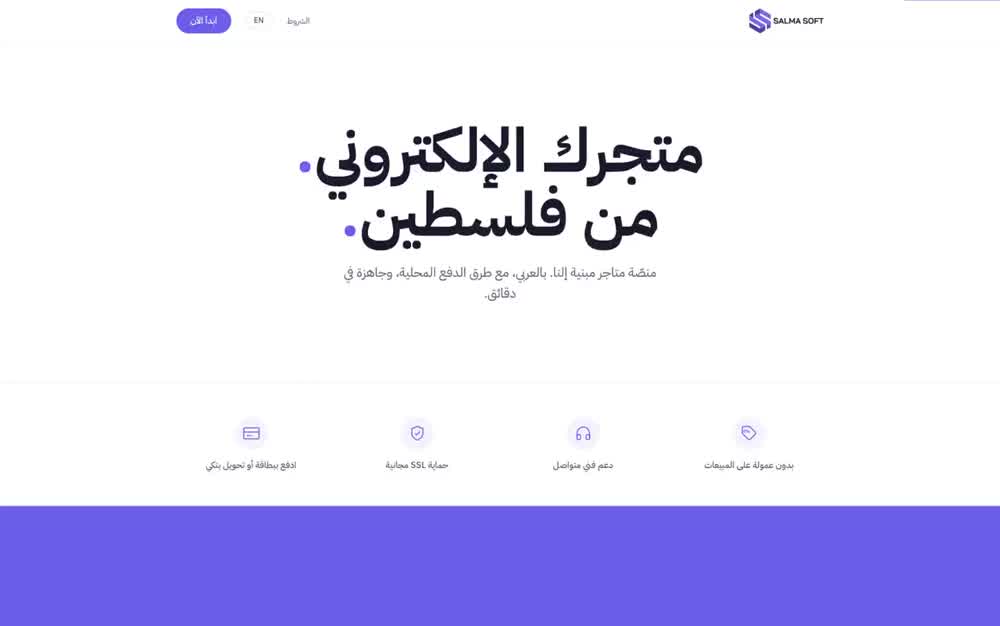 SALMA SOFT
الشروط
EN
ابدأ الآن
متجرك الإلكتروني.
من فلسطين.
منصّة متاجر مبنية إلنا. بالعربي، مع طرق الدفع المحلية، وجاهزة في
دقائق.
بدون عمولة على المبيعات
دعم فني متواصل
حماية SSL مجانية
ادفع ببطاقة أو تحويل بنكي